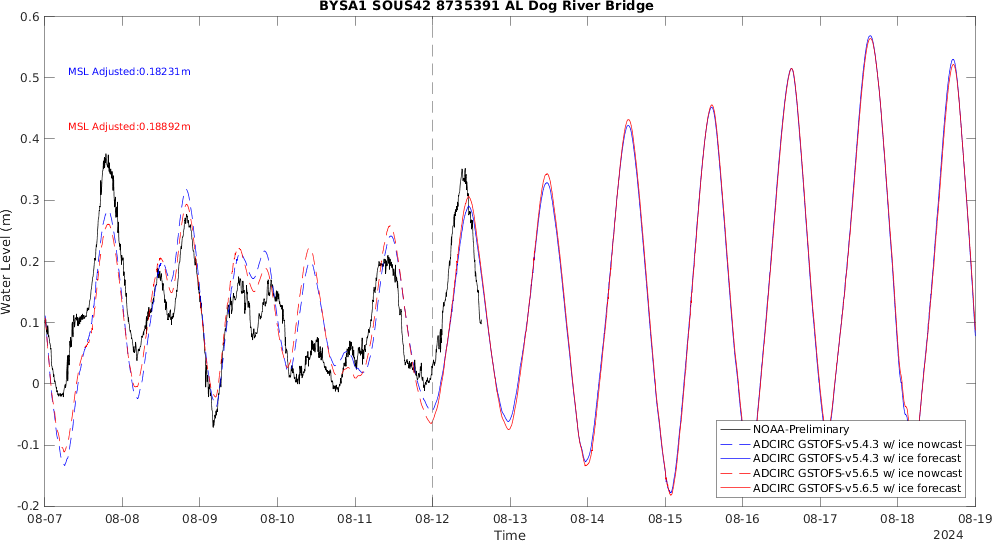 BYSA1 SOUS42 8735391 AL Dog River Bridge
0.6
0.5
0.4
0.3
0.2
0.1
0
-0.1
-0.2
Water Level (m)
MSL Adjusted:0.18231m
MSL Adjusted:0.18892m
NOAA-Preliminary
ADCIRC GSTOFS-v5.4.3 w/ ice nowcast
ADCIRC GSTOFS-v5.4.3 w/ ice forecast
ADCIRC GSTOFS-v5.6.5 w/ ice nowcast
ADCIRC GSTOFS-v5.6.5 w/ ice forecast
08-07 08-08 08-09 08-10 08-11 08-12 08-13 08-14 08-15 08-16 08-17 08-18 08-19
Time
2024